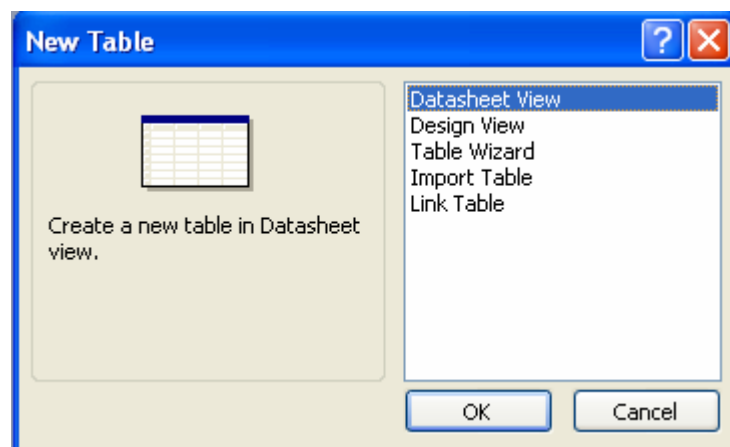 New Table
Create a new table in Datasheet
view.
Datasheet View
Design View
Table Wizard
Import Table
Link Table
OK
Cancel